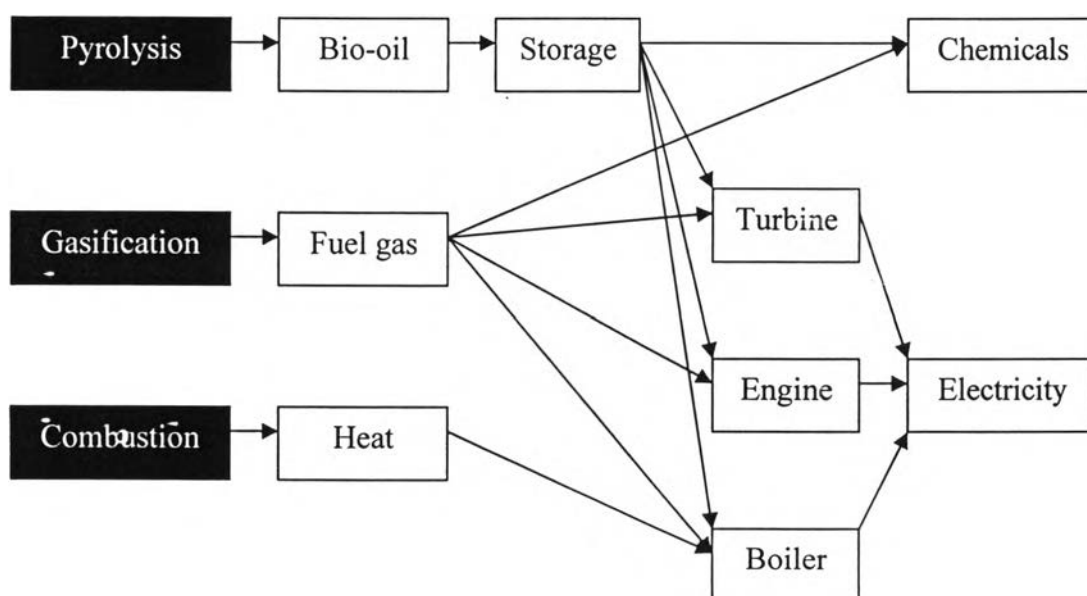 Pyrolysis
Bio-oil
Storage
Chemicals
Turbine
Gasification
Fuel gas
Engine
Electricity
Combustion
Heat
Boiler